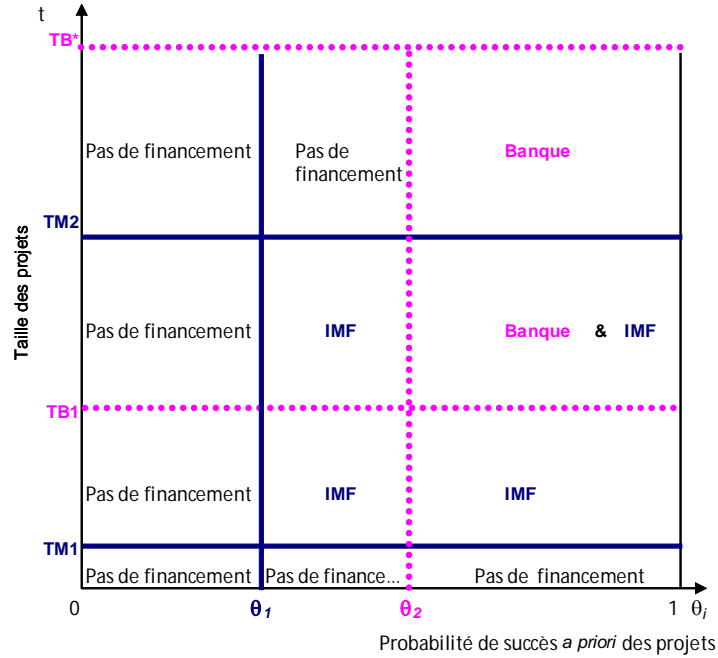 t
TB*
Pas de financement
Pas de
financement
Banque
TM2
Taille des projets
Pas de financement
IMF
Banque & IMF
TB1
Pas de financement
IMF
IMF
TM1
Pas de financement
Pas de finance...
Pas de financement
0
θ1
θ2
1
θi
Probabilité de succès a priori des projets